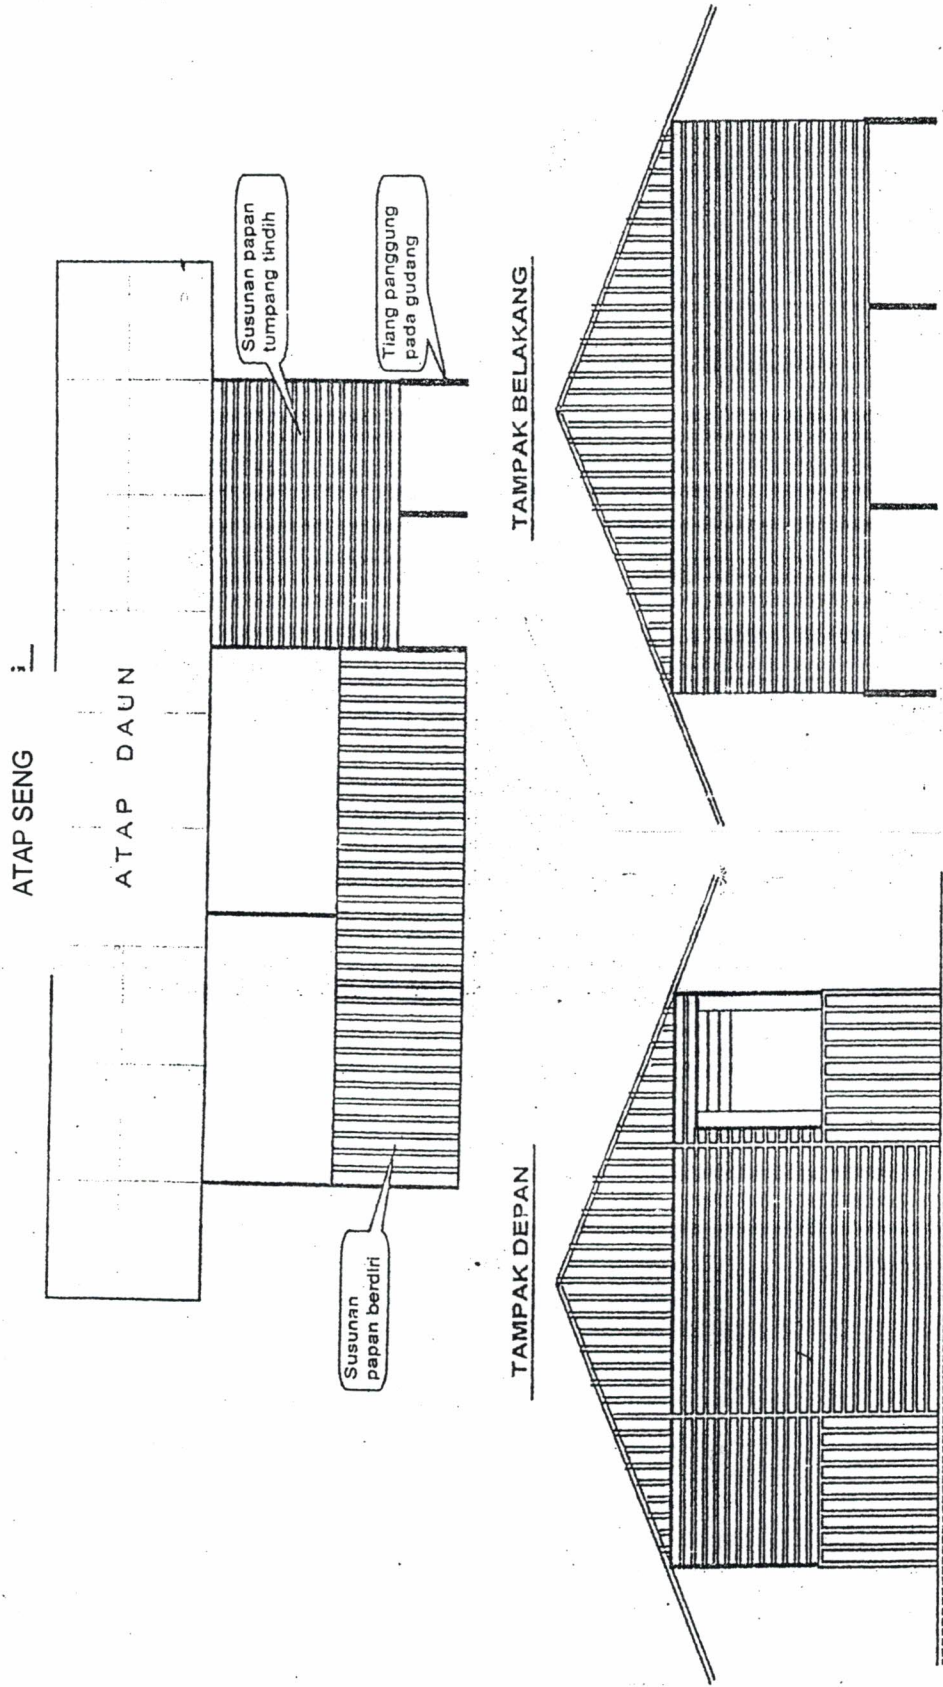 ATAP SENG
ATAP DAUN
Susunan papan
tumpang tindih
Tiang panggung
pada gudang
Susunan
papan berdiri
TAMPAK DEPAN
TAMPAK BELAKANG